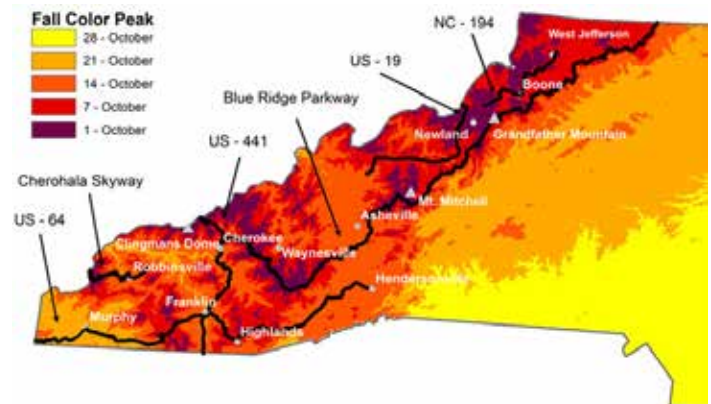 Fall Color Peak
28 - October
21 - October
14 - October
7 - October
1 - October
NC - 194
West Jefferson
US - 19
Boone
Blue Ridge Parkway
Newland
Grandfather Mountain
US - 441
Mt. Mitchell
Cherohala Skyway
Asheville
US - 64
Clingmans Dome
Cherokee
Waynesville
Robbinsville
Hendersonville
Franklin
Murphy
Highlands